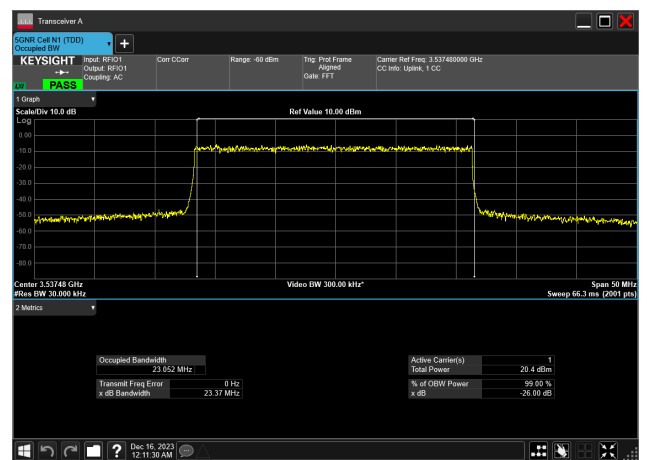 Transceiver A
5GNR Cell N1 (TDD)
Occupied BW
KEYSIGHT
LV
PASS
Input: RFIO1
Output: RFIO1
Coupling: AC
Corr CCorr
Range: -60 dBm
Trig: Prot Frame
Aligned
Gate: FFT
Carrier Ref Freq: 3.537480000 GHz
CC Info: Uplink, 1 CC
1 Graph
Scale/Div 10.0 dB
Ref Value 10.00 dBm
Log
0.00
-10.0
-20.0
-30.0
-40.0
-50.0
-60.0
-70.0
-80.0
Center 3.53748 GHz
Video BW 300.00 kHz*
Span 50 MHz
#Res BW 30.000 kHz
Sweep 66.3 ms (2001 pts)
2 Metrics
Occupied Bandwidth
23.052 MHz
Transmit Freq Error 0 Hz
x dB Bandwidth 23.37 MHz
Active Carrier(s) 1
Total Power 20.4 dBm
% of OBW Power 99.00 %
x dB -26.00 dB
?
Dec 16, 2023
12:11:30 AM